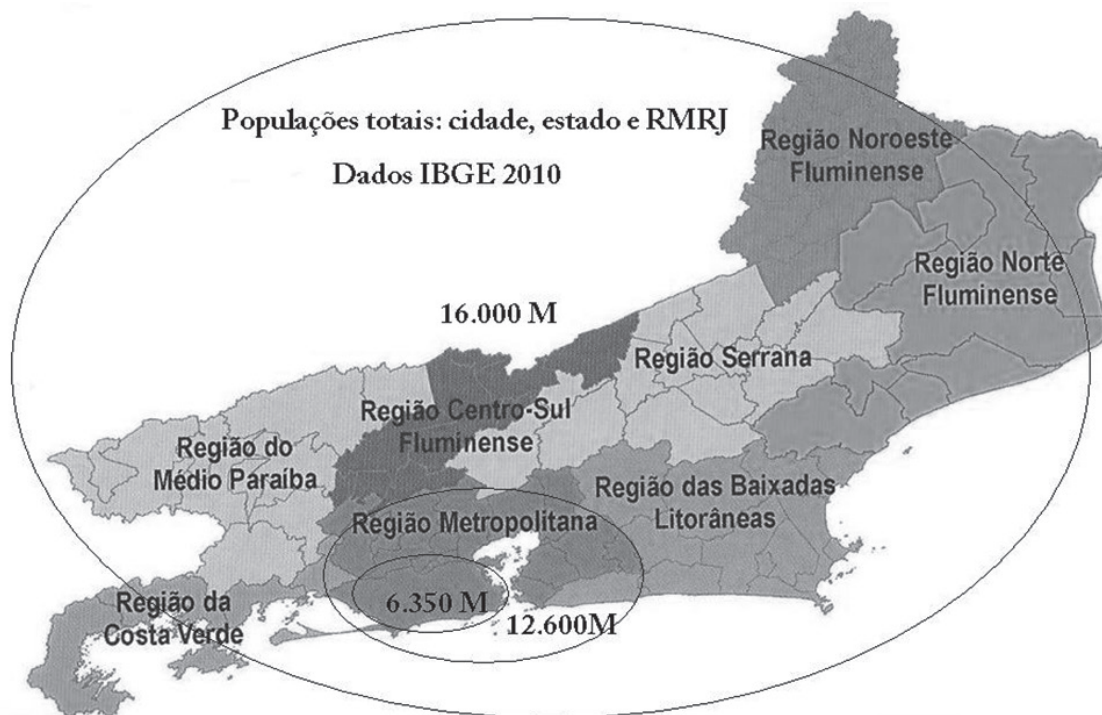 Populações totais: cidade, estado e RMRJ
Dados IBGE 2010
Região Noroeste
Fluminense
Região Norte
Fluminense
16.000 M
Região Serrana
Região Centro-Sul
Fluminense
Região do
Médio Paraíba
Região das Baixadas
Litorâneas
Região Metropolitana
6.350 M
12.600M
Região da
Costa Verde